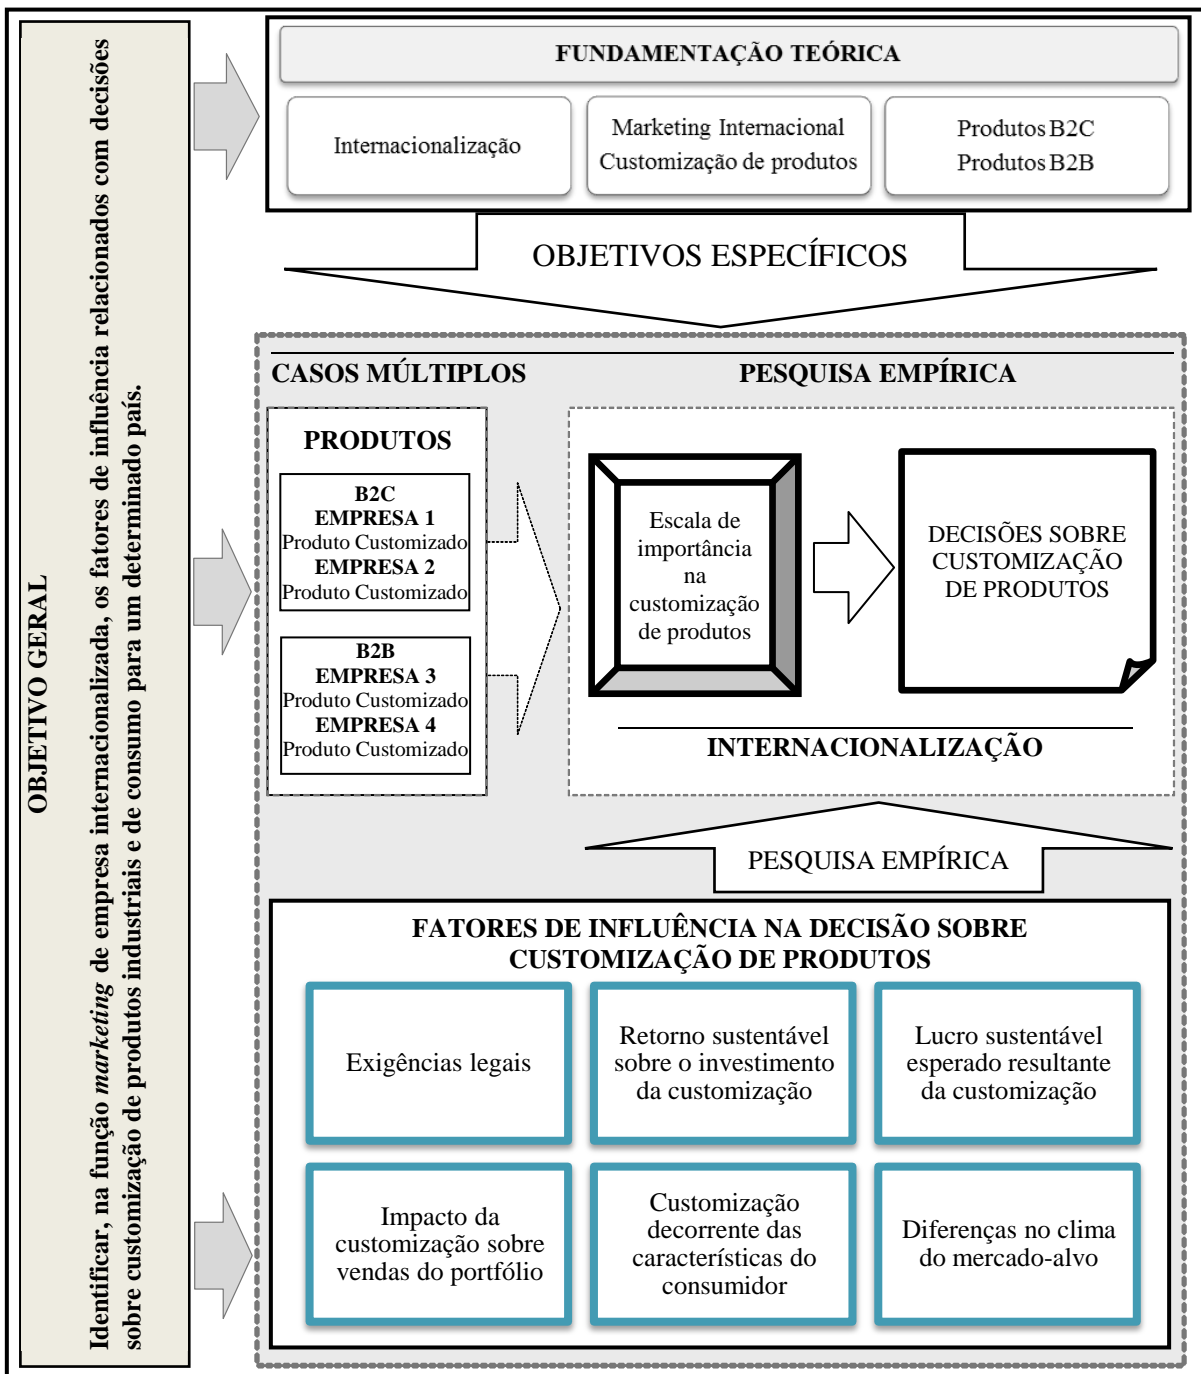 OBJETIVO GERAL
Identificar, na função marketing de empresa internacionalizada, os fatores de influência relacionados com decisões
sobre customização de produtos industriais e de consumo para um determinado país.
FUNDAMENTAÇÃO TEÓRICA
Internacionalização
Marketing Internacional
Customização de produtos
Produtos B2C
Produtos B2B
OBJETIVOS ESPECÍFICOS
CASOS MÚLTIPLOS
PESQUISA EMPÍRICA
PRODUTOS
B2C
EMPRESA 1
Produto Customizado
EMPRESA 2
Produto Customizado
B2B
EMPRESA 3
Produto Customizado
EMPRESA 4
Produto Customizado
Escala de
importância
na
customização
de produtos
DECISÕES SOBRE
CUSTOMIZAÇÃO
DE PRODUTOS
INTERNACIONALIZAÇÃO
PESQUISA EMPÍRICA
FATORES DE INFLUÊNCIA NA DECISÃO SOBRE
CUSTOMIZAÇÃO DE PRODUTOS
Exigências legais
Retorno sustentável
sobre o investimento
da customização
Lucro sustentável
esperado resultante
da customização
Impacto da
customização sobre
vendas do portfólio
Customização
decorrente das
características do
consumidor
Diferenças no clima
do mercado-alvo